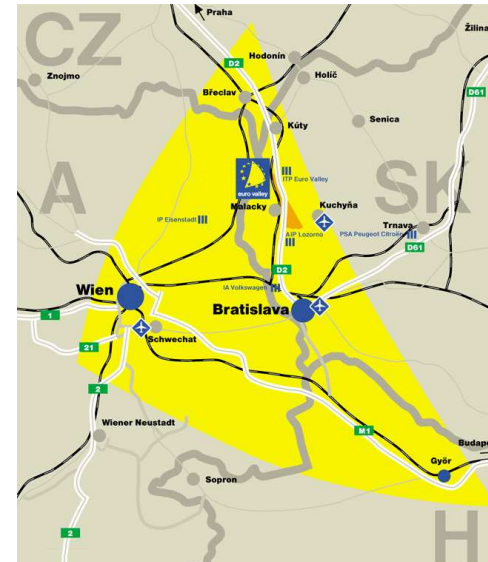 Praha
CZ
Žilina
Hodonín
D2
Holíč
Znojmo
Břeclav
D61
Senica
Kúty
A
SK
ITP Euro Valley
euro valley
Malacky
Kuchyňa
IP Eisenstadt
AIP Lozorno
PSA Peugeot Citroën
Trnava
D61
D2
IA Volkswagen
Wien
Bratislava
1
Schwechat
21
2
Wiener Neustadt
M1
Budape
Györ
Sopron
2
H